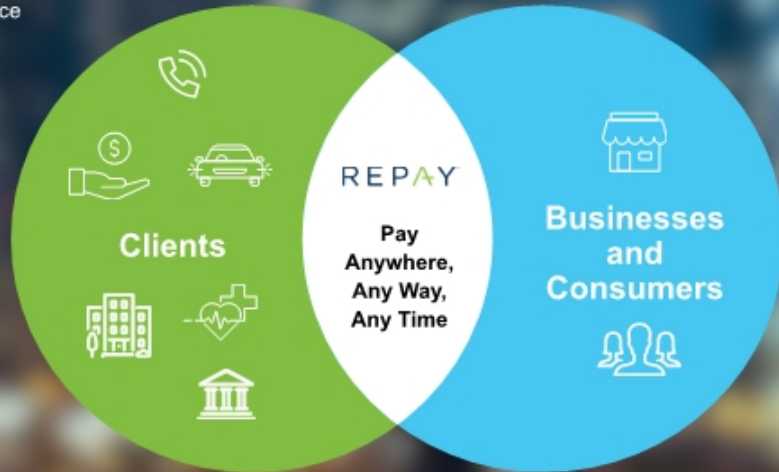 ce
REPAY
Clients
Pay
Anywhere,
Any Way,
Any Time
Businesses
and
Consumers
$